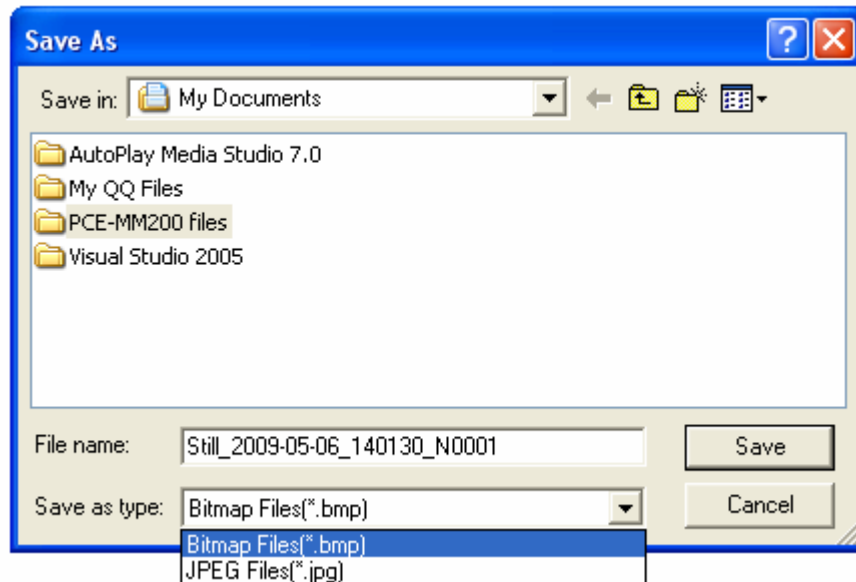 Save As
Save in: My Documents
AutoPlay Media Studio 7.0
My QQ Files
PCE-MM200 files
Visual Studio 2005
File name: Still_2009-05-06_140130_N0001 Save
Save as type: Bitmap Files(*.bmp) Cancel
Bitmap Files(*.bmp)
JPEG Files(*.jpg)